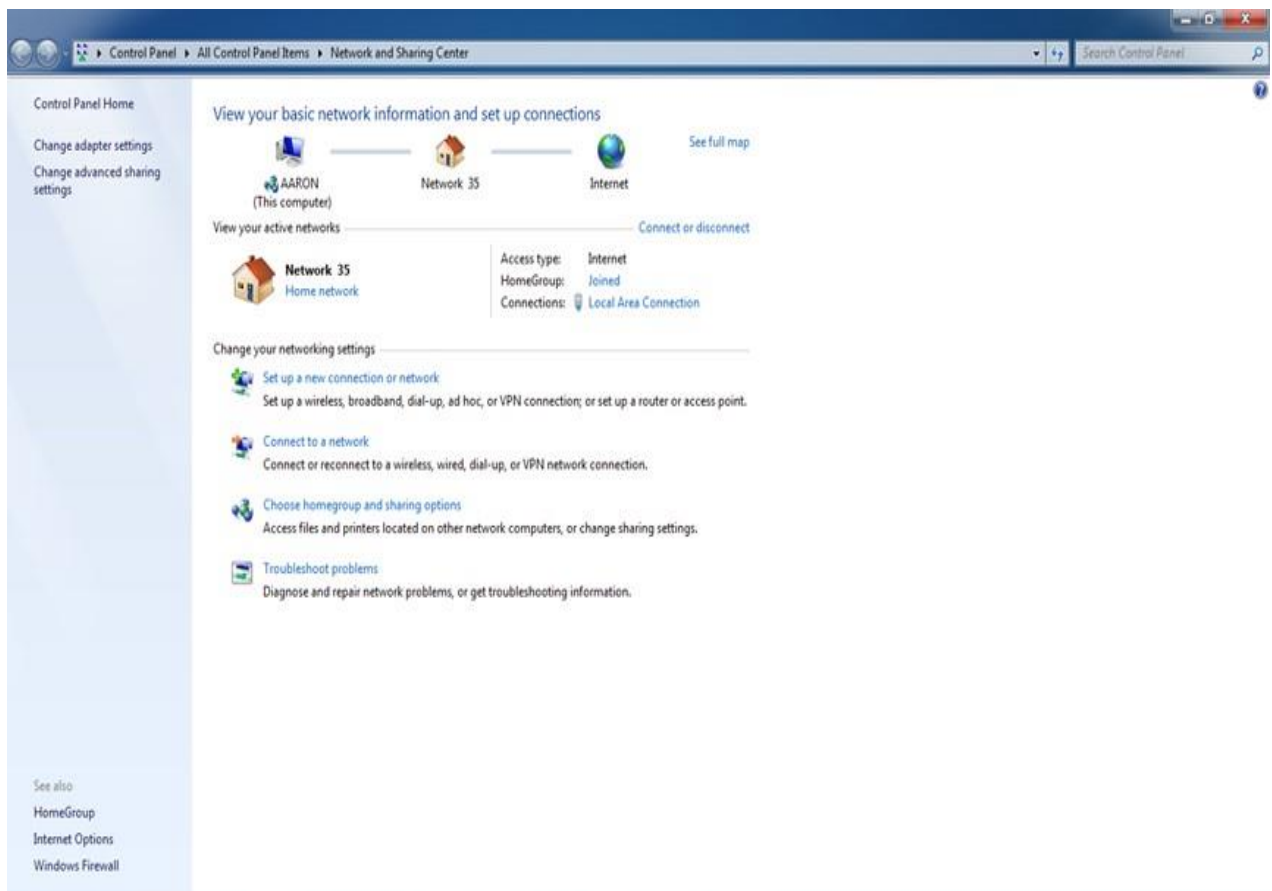 Control Panel ▸ All Control Panel Items ▸ Network and Sharing Center
Search Control Panel
Control Panel Home
Change adapter settings
Change advanced sharing
settings
View your basic network information and set up connections
See full map
AARON
(This computer)
Network 35
Internet
View your active networks
Connect or disconnect
Network 35
Home network
Access type: Internet
HomeGroup: Joined
Connections: Local Area Connection
Change your networking settings
Set up a new connection or network
Set up a wireless, broadband, dial-up, ad hoc, or VPN connection; or set up a router or access point.
Connect to a network
Connect or reconnect to a wireless, wired, dial-up, or VPN network connection.
Choose homegroup and sharing options
Access files and printers located on other network computers, or change sharing settings.
Troubleshoot problems
Diagnose and repair network problems, or get troubleshooting information.
See also
HomeGroup
Internet Options
Windows Firewall